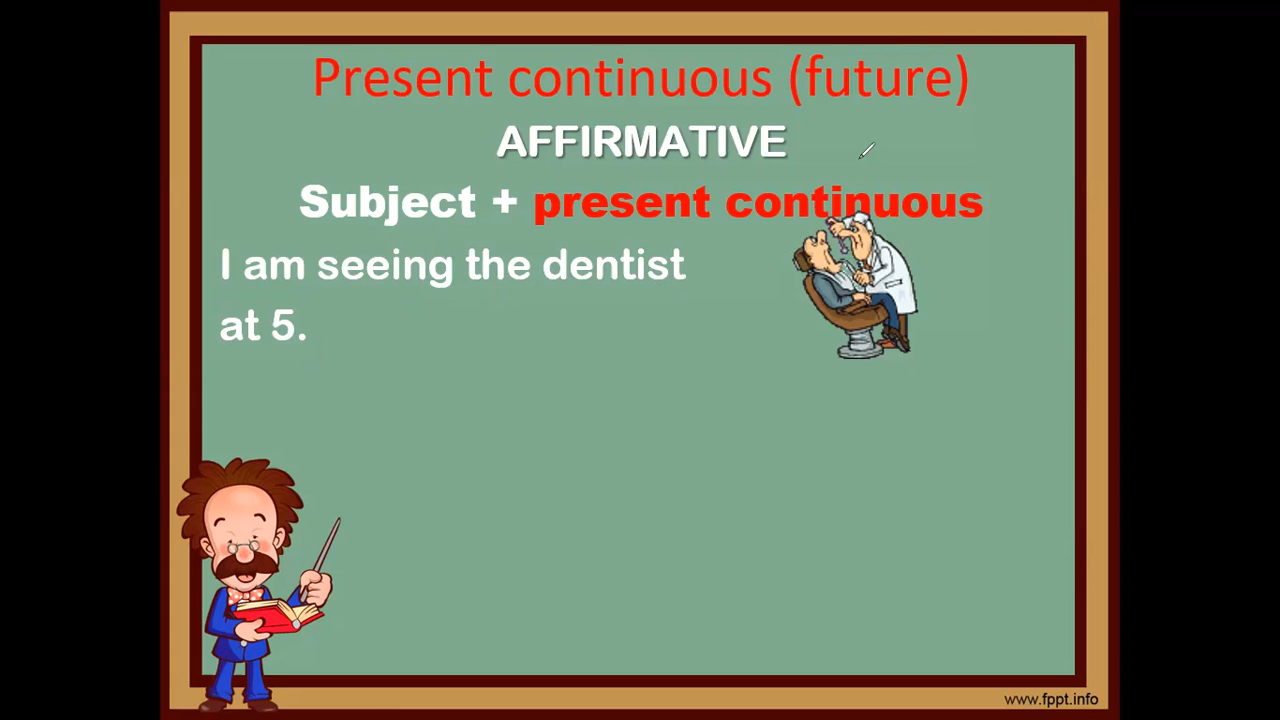 Present continuous (future)
AFFIRMATIVE
Subject + present continuous
I am seeing the dentist
at 5.
www.fppt.info